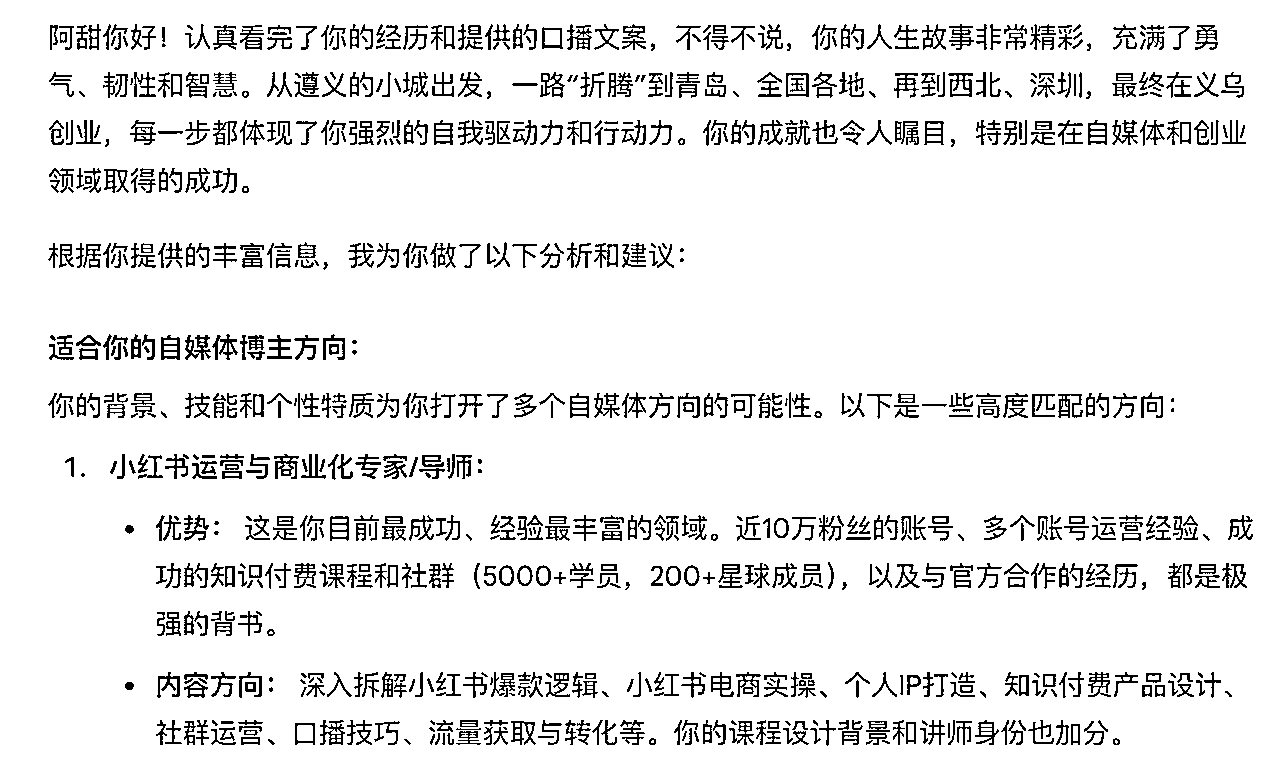 阿甜你好！认真看完了你的经历和提供的口播文案，不得不说，你的人生故事非常精彩，充满了勇
气、韧性和智慧。从遵义的小城出发，一路“折腾”到青岛、全国各地、再到西北、深圳，最终在义乌
创业，每一步都体现了你强烈的自我驱动力和行动力。你的成就也令人瞩目，特别是在自媒体和创业
领域取得的成功。
根据你提供的丰富信息，我为你做了以下分析和建议：
适合你的自媒体博主方向：
你的背景、技能和个性特质为你打开了多个自媒体方向的可能性。以下是一些高度匹配的方向：
1. 小红书运营与商业化专家/导师：
• 优势： 这是你目前最成功、经验最丰富的领域。近10万粉丝的账号、多个账号运营经验、成
功的知识付费课程和社群（5000+学员，200+星球成员），以及与官方合作的经历，都是极
强的背书。
• 内容方向： 深入拆解小红书爆款逻辑、小红书电商实操、个人IP打造、知识付费产品设计、
社群运营、口播技巧、流量获取与转化等。你的课程设计背景和讲师身份也加分。